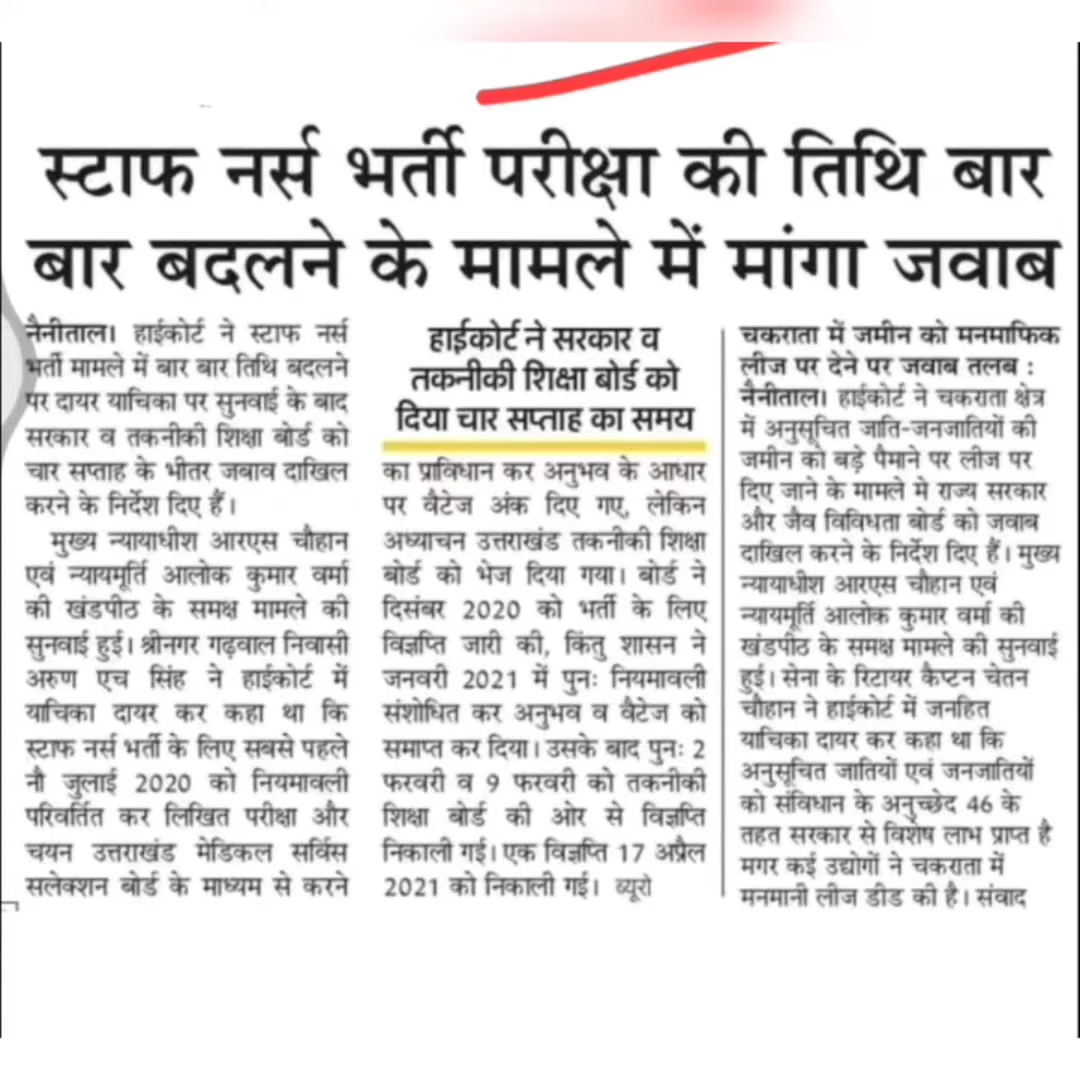 स्टाफ नर्स भर्ती परीक्षा की तिथि बार
बार बदलने के मामले में मांगा जवाब
नैनीताल। हाईकोर्ट ने स्टाफ नर्स
भर्ती मामले में बार बार तिथि बदलने
पर दायर याचिका पर सुनवाई के बाद
सरकार व तकनीकी शिक्षा बोर्ड को
चार सप्ताह के भीतर जबाव दाखिल
करने के निर्देश दिए हैं।
मुख्य न्यायाधीश आरएस चौहान
एवं न्यायमूर्ति आलोक कुमार वर्मा
की खंडपीठ के समक्ष मामले की
सुनवाई हुई। श्रीनगर गढ़वाल निवासी
अरुण एच सिंह ने हाईकोर्ट में
याचिका दायर कर कहा था कि
स्टाफ नर्स भर्ती के लिए सबसे पहले
नौ जुलाई 2020 को नियमावली
परिवर्तित कर लिखित परीक्षा और
चयन उत्तराखंड मेडिकल सर्विस
सलेक्शन बोर्ड के माध्यम से करने
हाईकोर्ट ने सरकार व
तकनीकी शिक्षा बोर्ड को
दिया चार सप्ताह का समय
का प्राविधान कर अनुभव के आधार
पर वैटेज अंक दिए गए, लेकिन
अध्याचन उत्तराखंड तकनीकी शिक्षा
बोर्ड को भेज दिया गया। बोर्ड ने
दिसंबर 2020 को भर्ती के लिए
विज्ञप्ति जारी की, किंतु शासन ने
जनवरी 2021 में पुनः नियमावली
संशोधित कर अनुभव व वैटेज को
समाप्त कर दिया। उसके बाद पुनः 2
फरवरी व 9 फरवरी को तकनीकी
शिक्षा बोर्ड की ओर से विज्ञप्ति
निकाली गई। एक विज्ञप्ति 17 अप्रैल
2021 को निकाली गई। ब्यूरो
चकराता में जमीन को मनमाफिक
लीज पर देने पर जवाब तलब :
नैनीताल। हाईकोर्ट ने चकराता क्षेत्र
में अनुसूचित जाति-जनजातियों की
जमीन को बड़े पैमाने पर लीज पर
दिए जाने के मामले मे राज्य सरकार
और जैव विविधता बोर्ड को जवाब
दाखिल करने के निर्देश दिए हैं। मुख्य
न्यायाधीश आरएस चौहान एवं
न्यायमूर्ति आलोक कुमार वर्मा की
खंडपीठ के समक्ष मामले की सुनवाई
हुई। सेना के रिटायर कैप्टन चेतन
चौहान ने हाईकोर्ट में जनहित
याचिका दायर कर कहा था कि
अनुसूचित जातियों एवं जनजातियों
को संविधान के अनुच्छेद 46 के
तहत सरकार से विशेष लाभ प्राप्त है
मगर कई उद्योगों ने चकराता में
मनमानी लीज डीड की है। संवाद